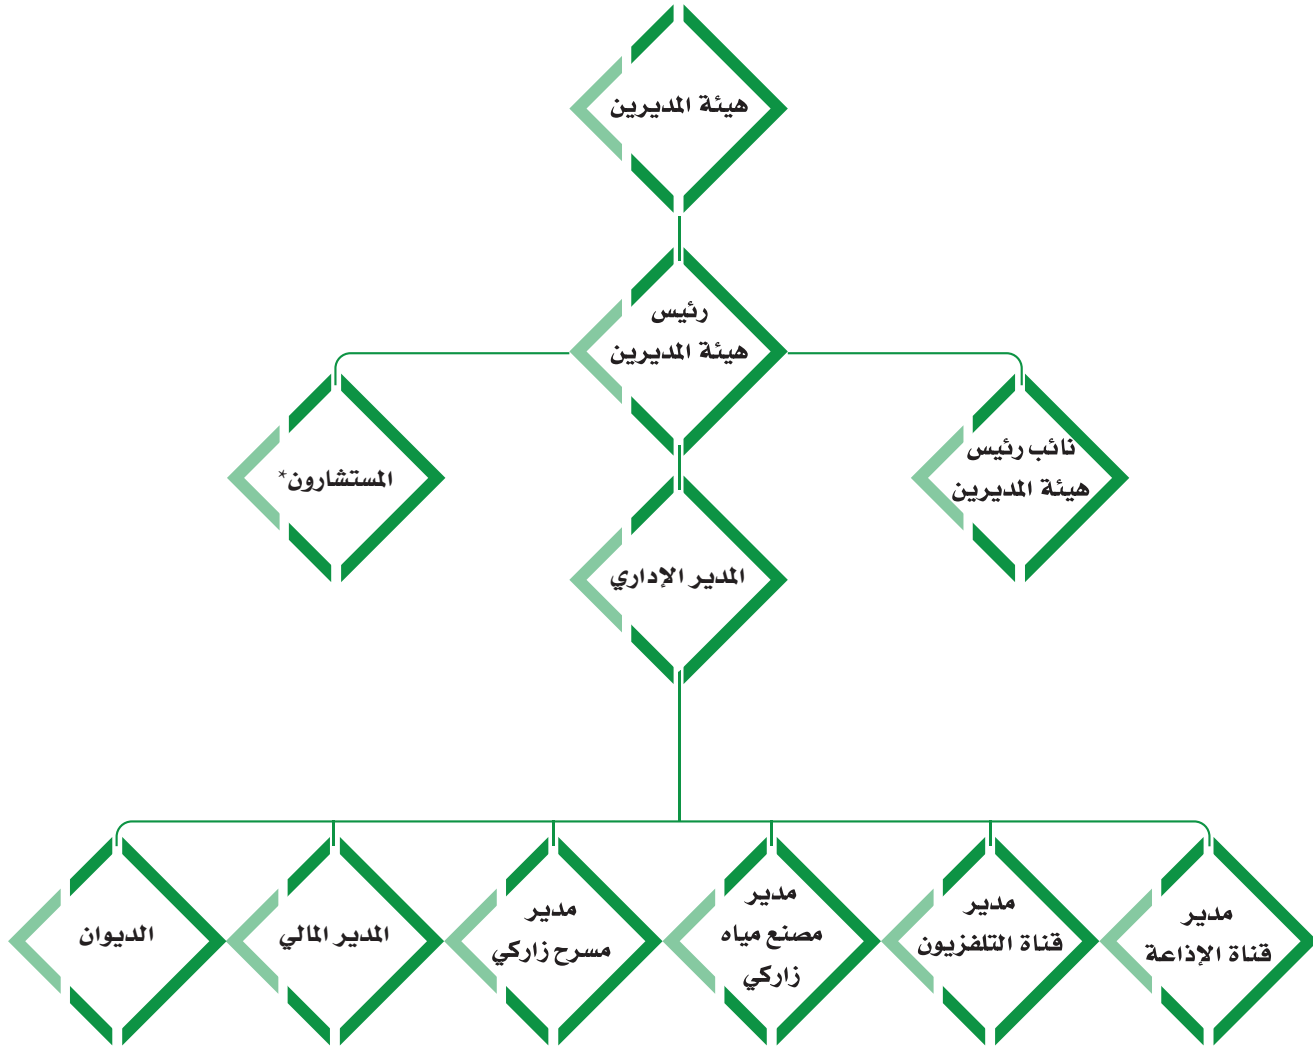 هيئة المديرين
رئيس
هيئة المديرين
نائب رئيس
هيئة المديرين
المستشارون*
المدير الإداري
مدير
قناة الإذاعة
مدير
قناة التلفزيون
مدير
مصنع مياه
زاركي
مدير
مسرح زاركي
المدير المالي
الديوان